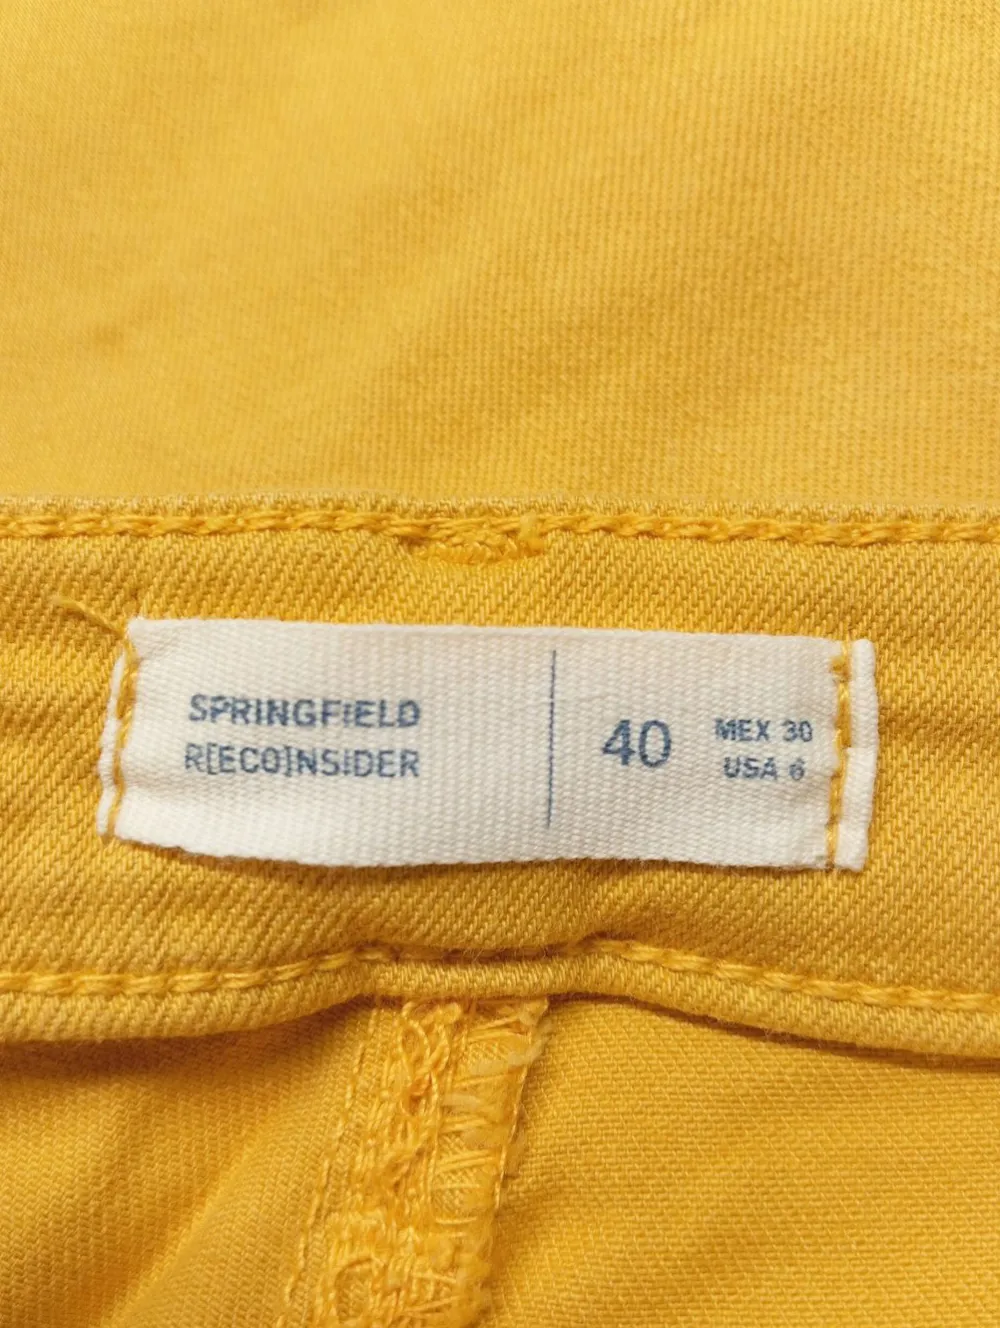 SPRINGFIELD
R[ECO]NSIDER
40
MEX 30
USA 6